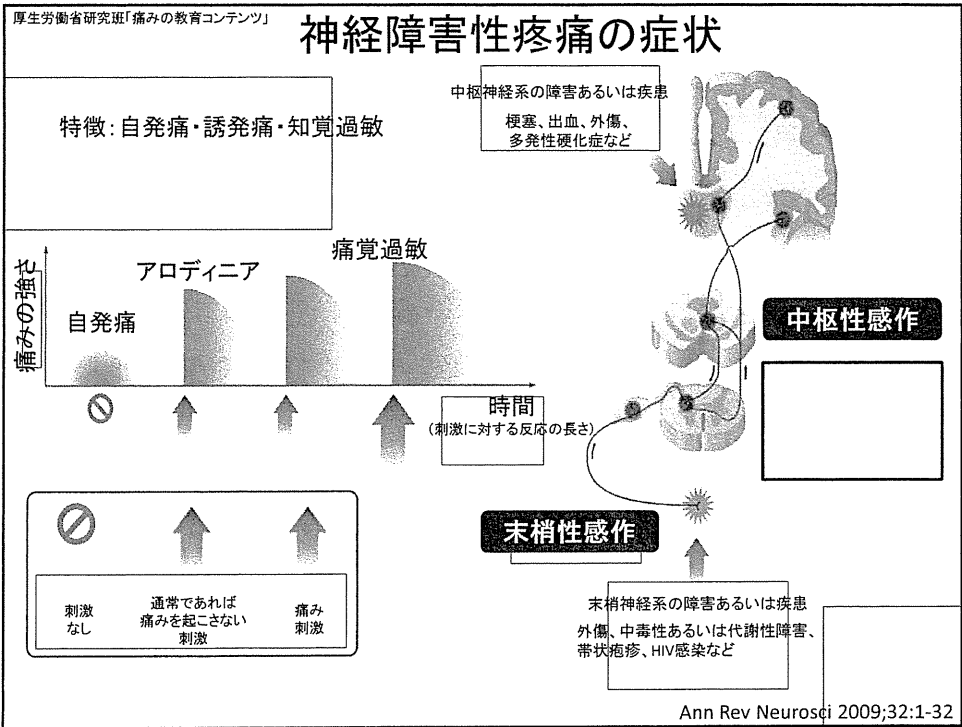 厚生労働省研究班「痛みの教育コンテンツ」
神経障害性疼痛の症状
特徴：自発痛・誘発痛・知覚過敏
中枢神経系の障害あるいは疾患
梗塞、出血、外傷、
多発性硬化症など
痛みの強さ
自発痛
アロディニア
痛覚過敏
時間
（刺激に対する反応の長さ）
中枢性感作
末梢性感作
刺激
なし
通常であれば
痛みを起こさない
刺激
痛み
刺激
末梢神経系の障害あるいは疾患
外傷、中毒性あるいは代謝性障害、
帯状疱疹、HIV感染など
Ann Rev Neurosci 2009;32:1-32